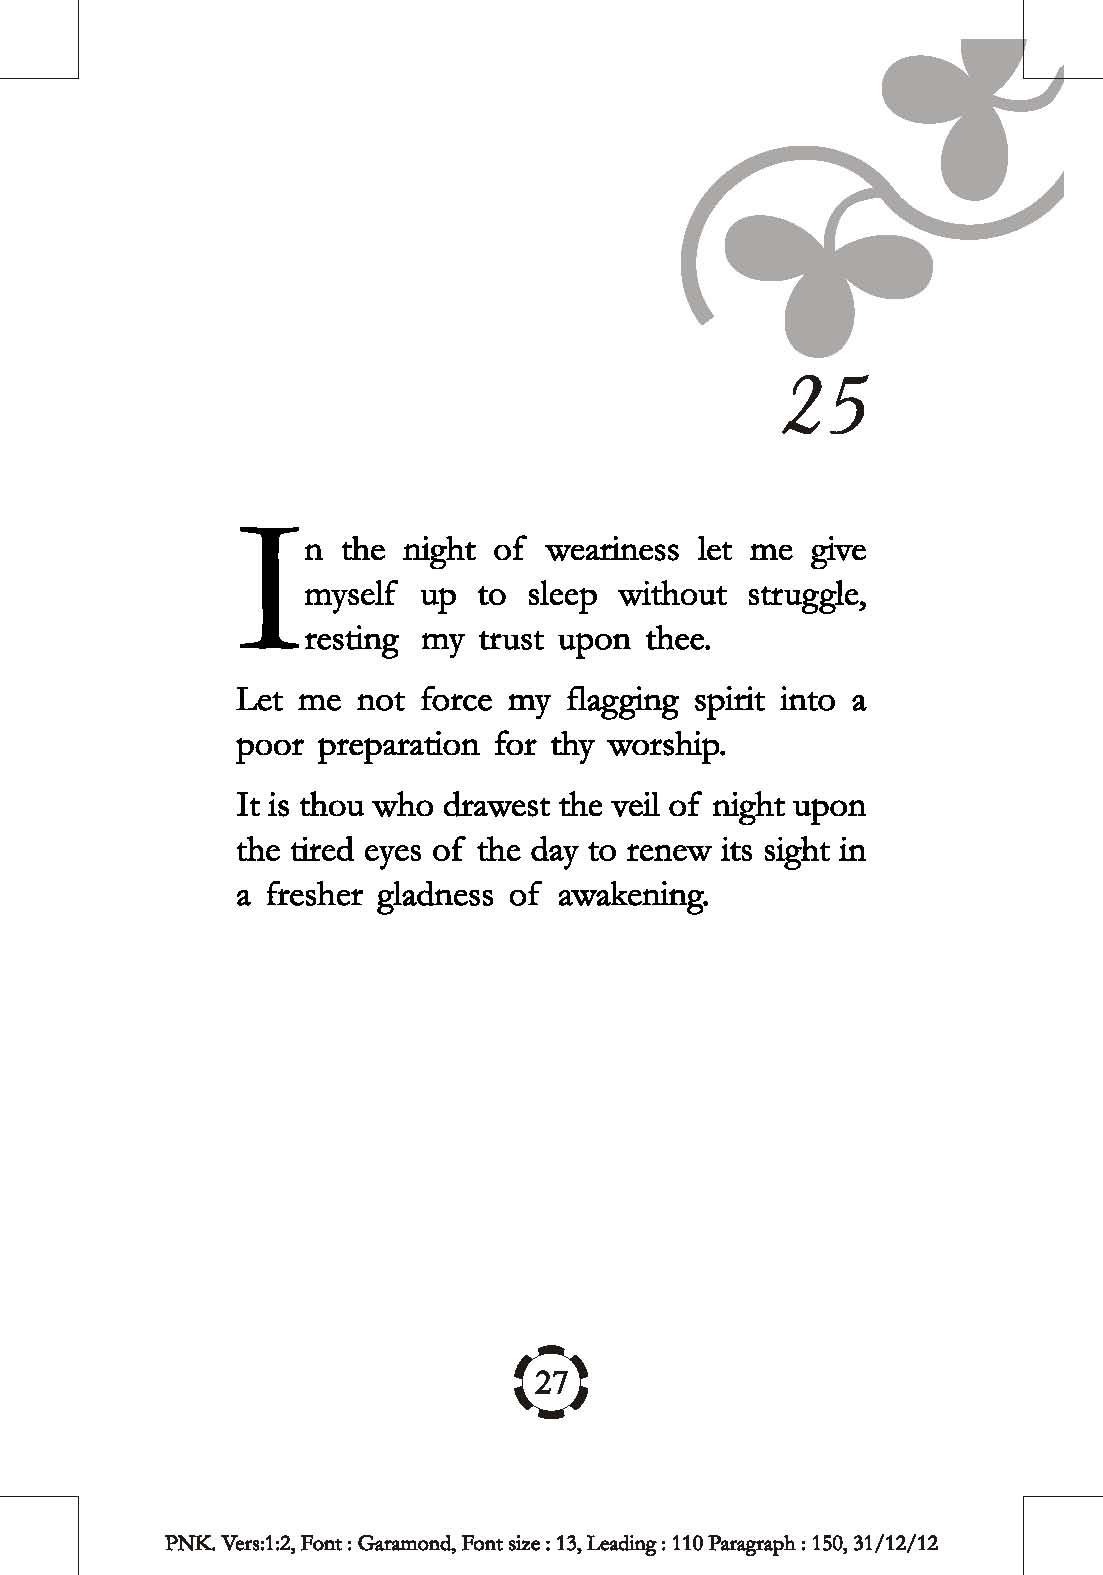 25
In the night of weariness let me give
myself up to sleep without struggle,
resting my trust upon thee.
Let me not force my flagging spirit into a
poor preparation for thy worship.
It is thou who drawest the veil of night upon
the tired eyes of the day to renew its sight in
a fresher gladness of awakening.
27
PNK. Vers:1:2, Font : Garamond, Font size : 13, Leading : 110 Paragraph : 150, 31/12/12